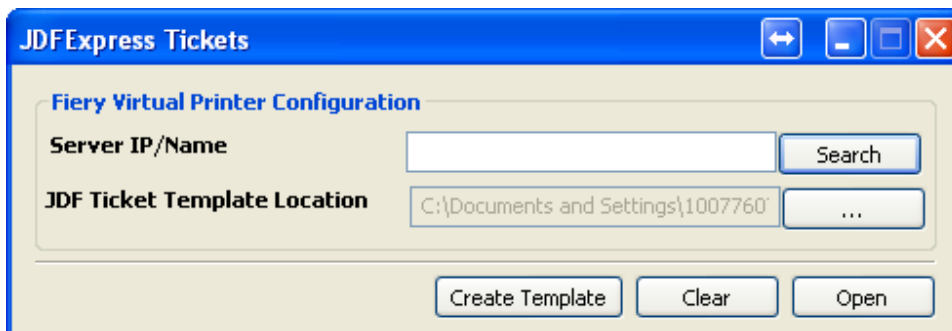 JDFExpress Tickets
Fiery Virtual Printer Configuration
Server IP/Name
Search
JDF Ticket Template Location
C:\Documents and Settings\1007760
...
Create Template Clear Open